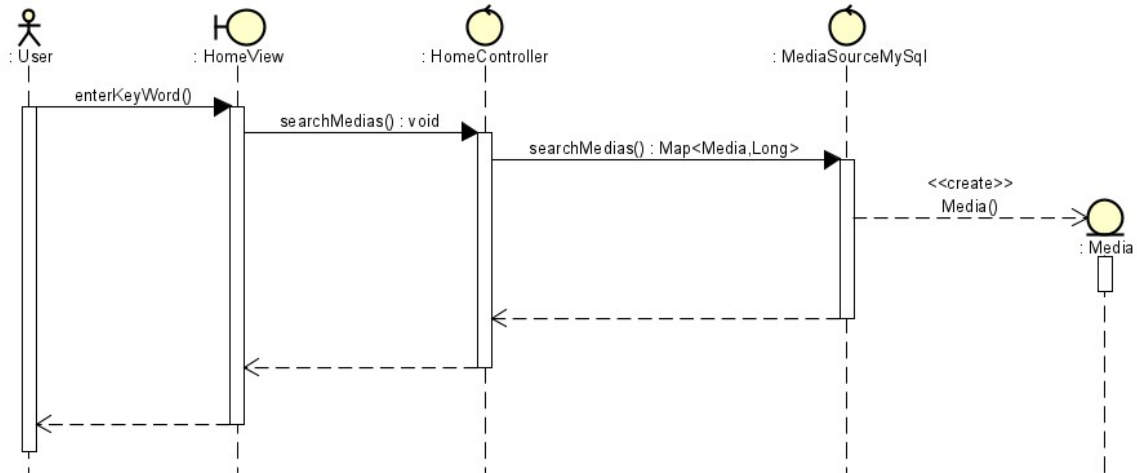 : User
: HomeView
: HomeController
: MediaSourceMySql
enterKeyWord()
searchMedias() : void
searchMedias() : Map<Media,Long>
<<create>>
Media()
: Media